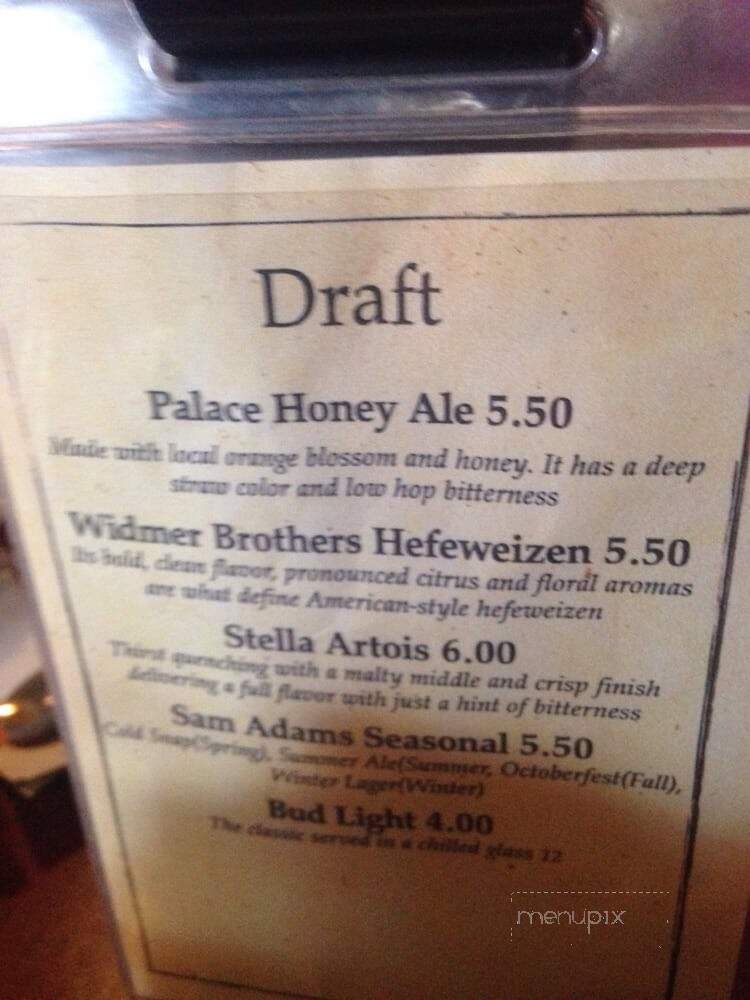 Draft
Palace Honey Ale 5.50
Made with local orange blossom and honey. It has a deep
straw color and low hop bitterness
Widmer Brothers Hefeweizen 5.50
Its bold, clean flavor, pronounced citrus and floral aromas
are what define American-style hefeweizen
Stella Artois 6.00
Thirst quenching with a malty middle and crisp finish
delivering a full flavor with just a hint of bitterness
Sam Adams Seasonal 5.50
Cold Snap(Spring), Summer Ale(Summer, Octoberfest(Fall),
Winter Lager(Winter)
Bud Light 4.00
The classic served in a chilled glass 12
menupix